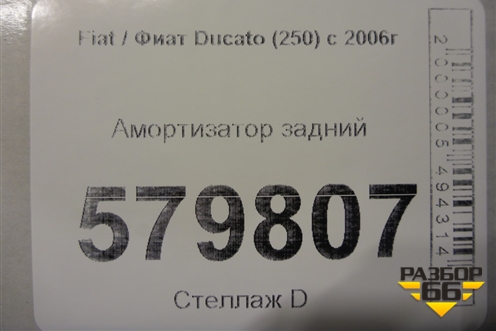 Fiat / Фиат Ducato (250) с 2006г
Амортизатор задний
579807
Стеллаж D
2000005494314
РАЗБОР
66